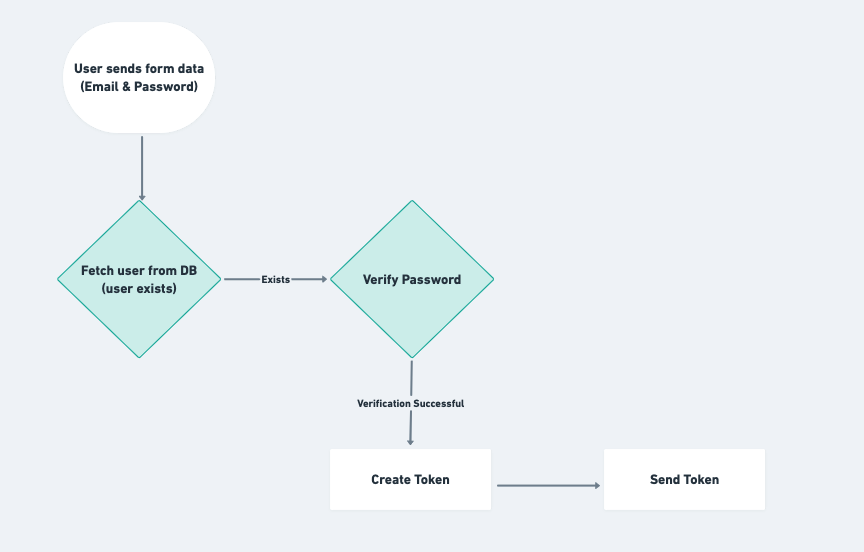 User sends form data
(Email & Password)
Fetch user from DB
(user exists)
Exists
Verify Password
Verification Successful
Create Token
Send Token